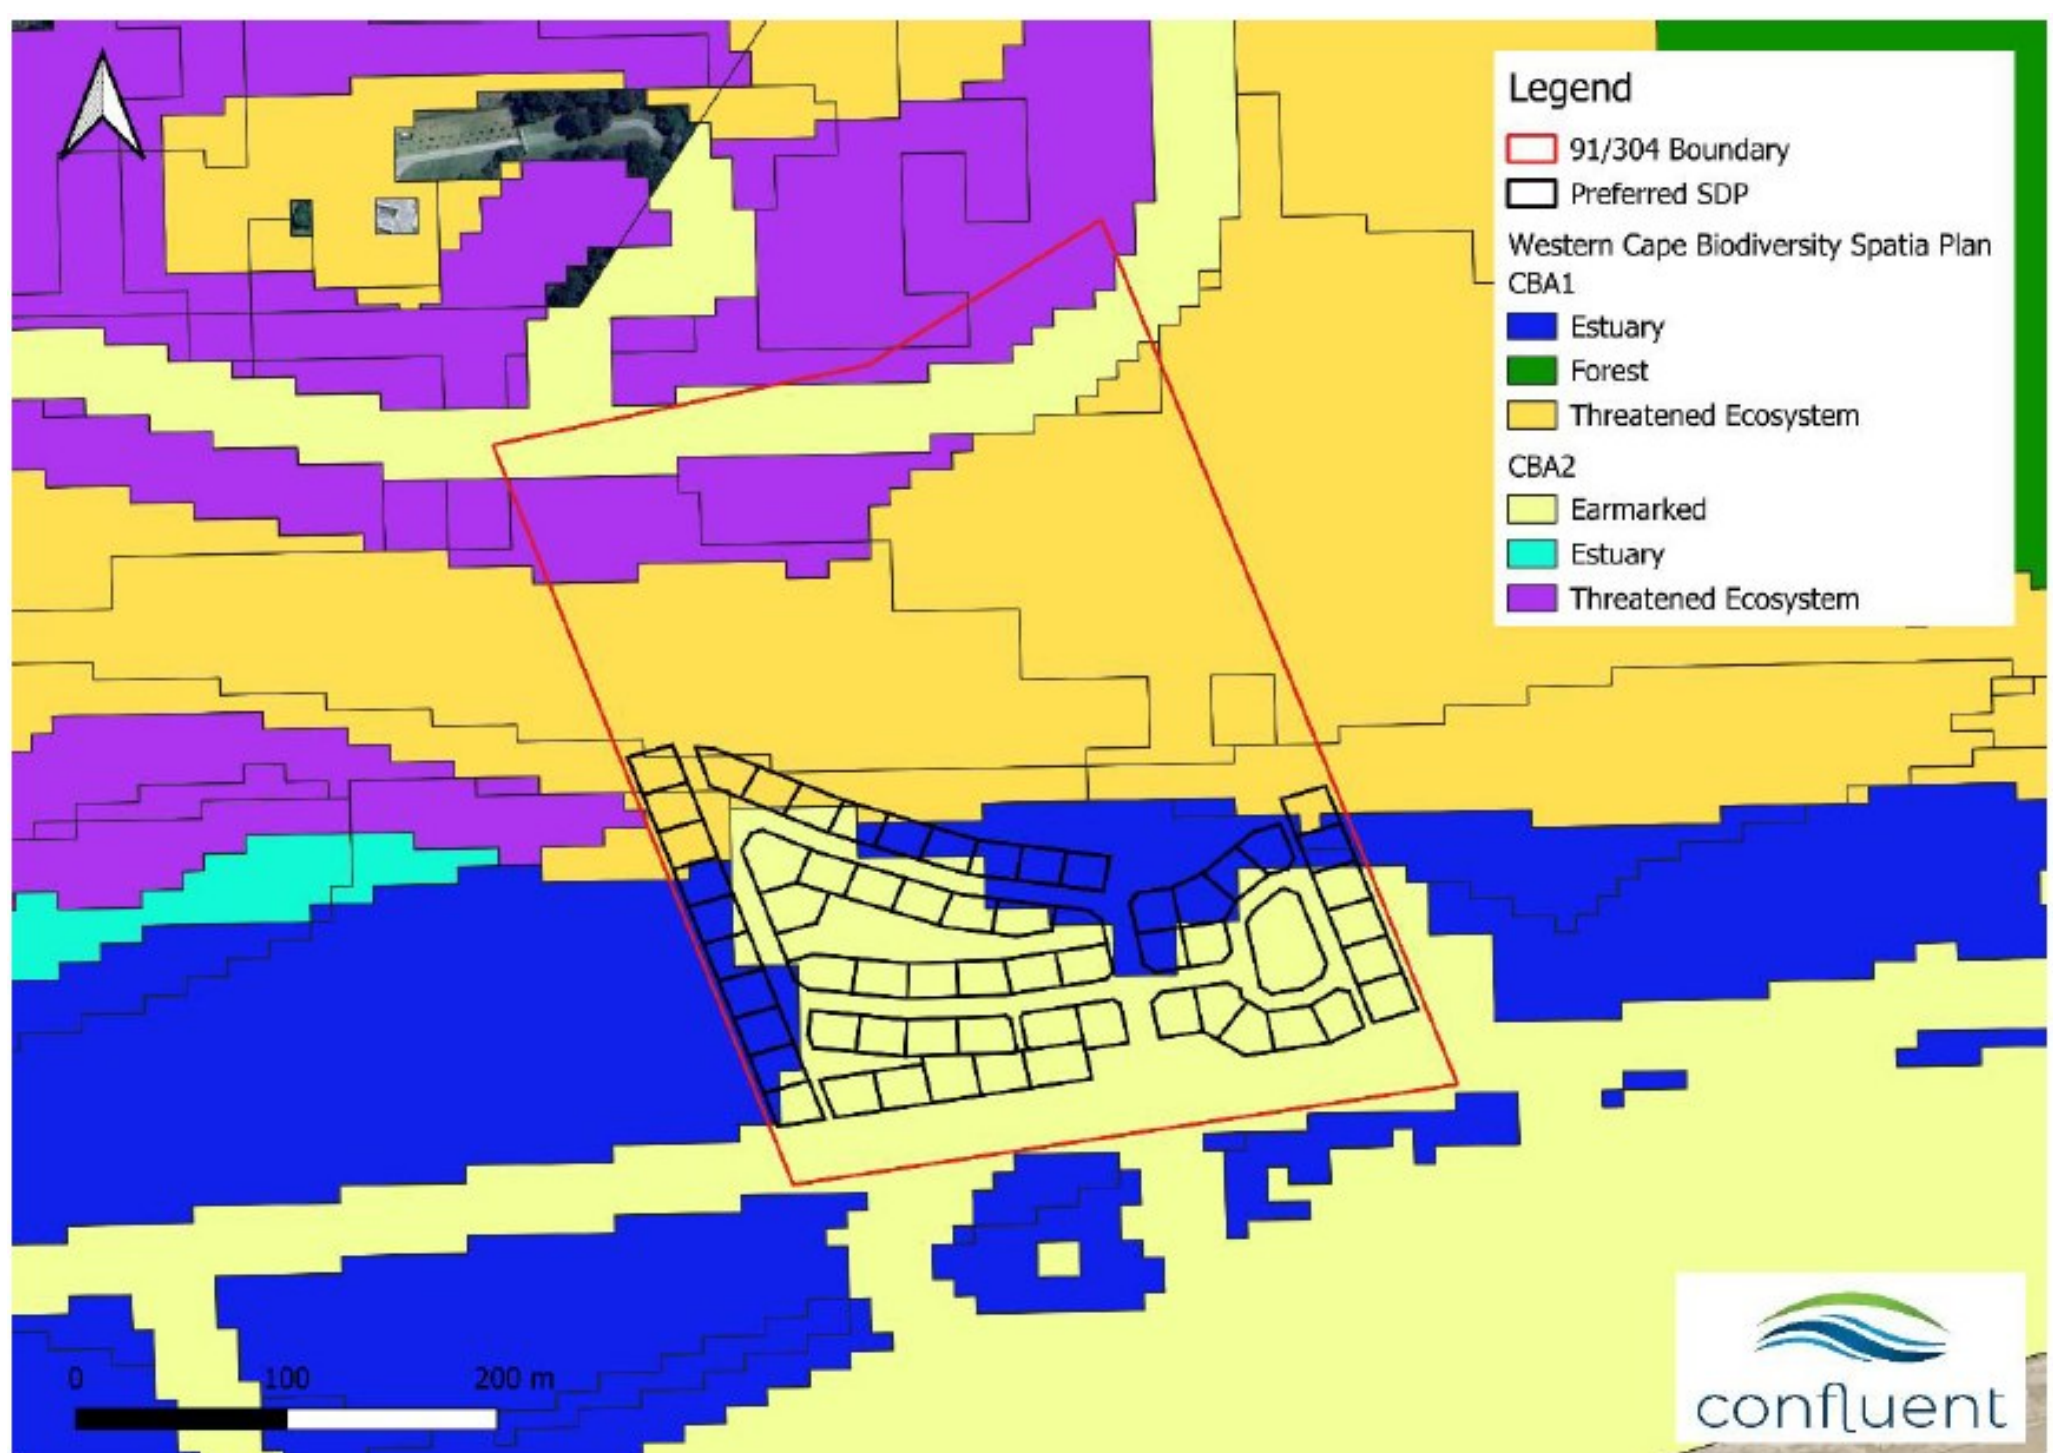 Legend
91/304 Boundary
Preferred SDP
Western Cape Biodiversity Spatia Plan
CBA1
Estuary
Forest
Threatened Ecosystem
CBA2
Earmarked
Estuary
Threatened Ecosystem
0 100 200 m
confluent